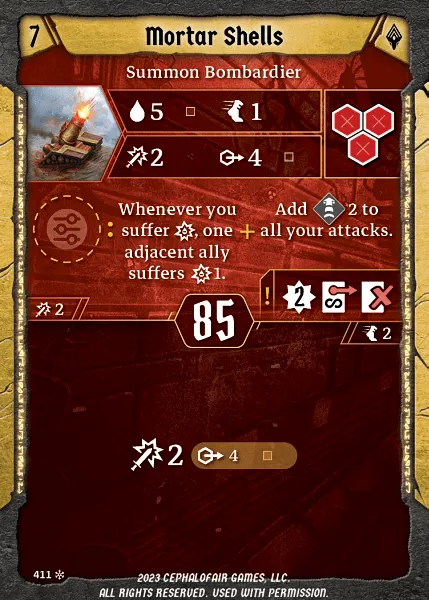 7
Mortar Shells
Summon Bombardier
5 1
2 4
Whenever you
suffer , one
adjacent ally
suffers 1.
+
Add 2 to
all your attacks.
! 2
2
85
2
2 4
411
2023 CEPHALOFAIR GAMES, LLC.
ALL RIGHTS RESERVED. USED WITH PERMISSION.